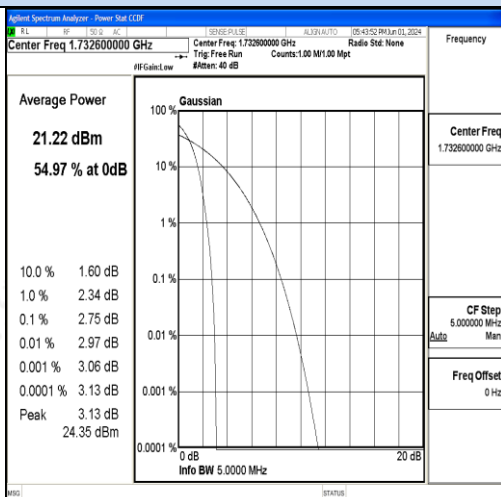 Agilent Spectrum Analyzer - Power Stat CCDF
RL RF 50 Ω AC SENSE:PULSE ALIGN AUTO 05:43:52 PM Jun 01, 2024
Center Freq 1.732600000 GHz
Center Freq: 1.732600000 GHz Radio Std: None
Trig: Free Run Counts:1.00 M/1.00 Mpt
#IFGain:Low #Atten: 40 dB
Frequency
Average Power
21.22 dBm
54.97 % at 0dB
10.0 % 1.60 dB
1.0 % 2.34 dB
0.1 % 2.75 dB
0.01 % 2.97 dB
0.001 % 3.06 dB
0.0001 % 3.13 dB
Peak 3.13 dB
24.35 dBm
Gaussian
100 %
10 %
1 %
0.1 %
0.01 %
0.001 %
0.0001 %
0 dB 20 dB
Info BW 5.0000 MHz
Center Freq
1.732600000 GHz
CF Step
5.000000 MHz
Auto Man
Freq Offset
0 Hz
MSG STATUS